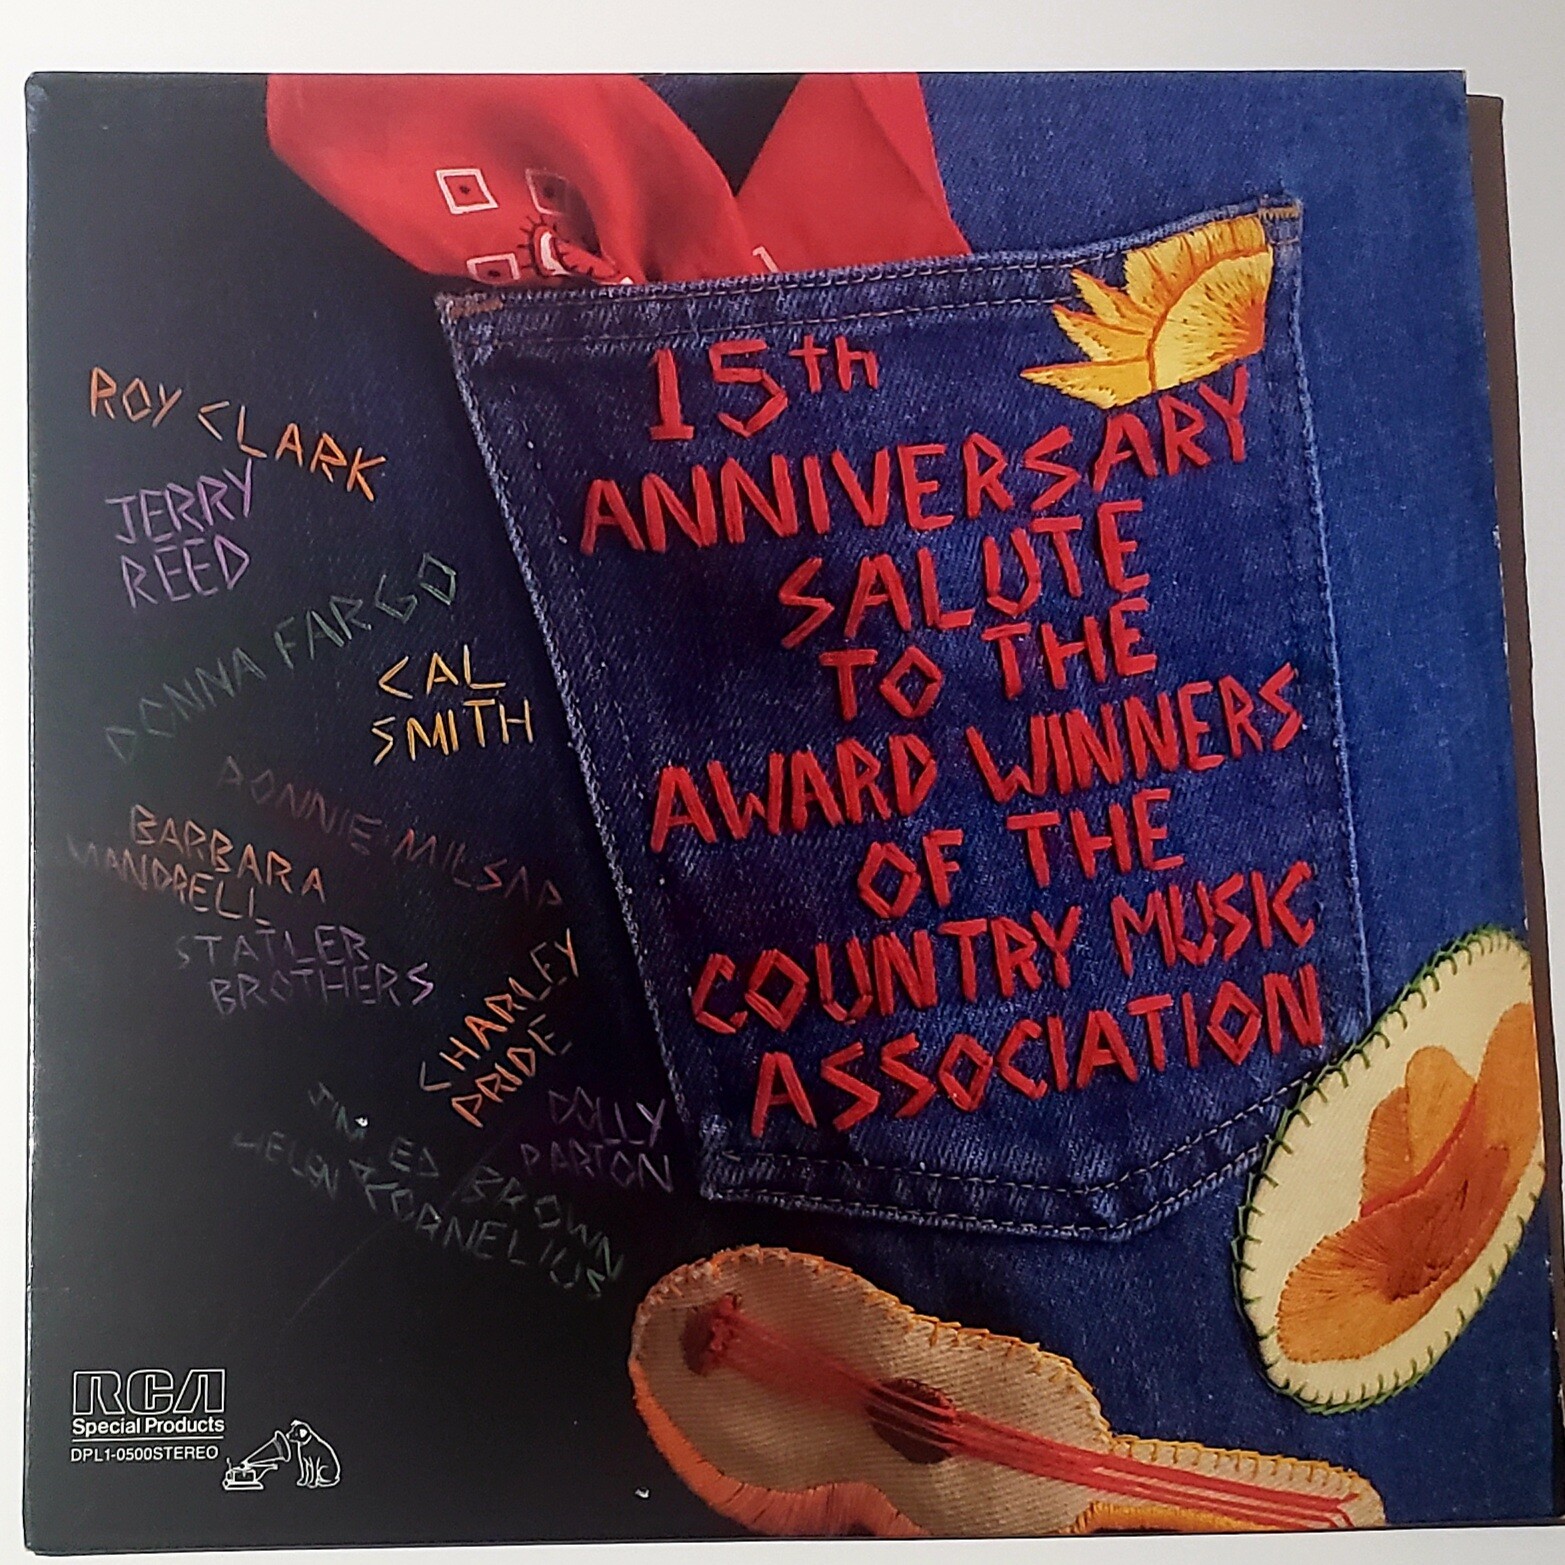 15th
ANNIVERSARY
SALUTE
TO THE
AWARD WINNERS
OF THE
COUNTRY MUSIC
ASSOCIATION
ROY CLARK
JERRY
REED
DONNA FARGO
CAL
SMITH
RONNIE MILSAP
BARBARA
MANDRELL
STATLER
BROTHERS
CHARLEY
PRIDE
DOLLY
PARTON
JIM ED BROWN
HELEN CORNELIUS
RCA
Special Products
DPL1-0500STEREO